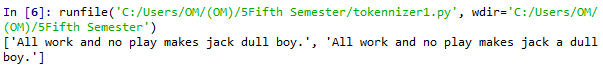 In [6]: runfile('C:/Users/OM/(OM)/5Fifth Semester/tokennizer1.py', wdir='C:/Users/OM/
(OM)/5Fifth Semester')
['All work and no play makes jack dull boy.', 'All work and no play makes jack a dull
boy.']